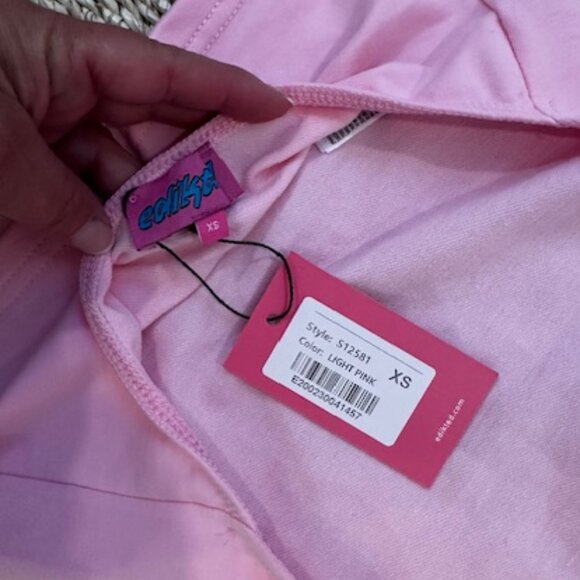 edikted
XS
Style: S12581
Color: LIGHT PINK
XS
E200230041457
edikted.com